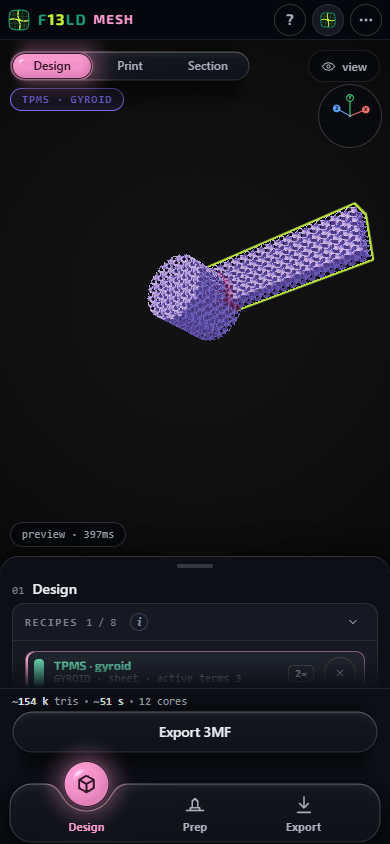 F13LD MESH
?
Design Print Section
view
TPMS · GYROID
Y
Z
X
preview · 397ms
01 Design
RECIPES 1 / 8 i
TPMS · gyroid
GYROID · sheet · active terms 3
2×
~154 k tris • ~51 s • 12 cores
Export 3MF
Design Prep Export